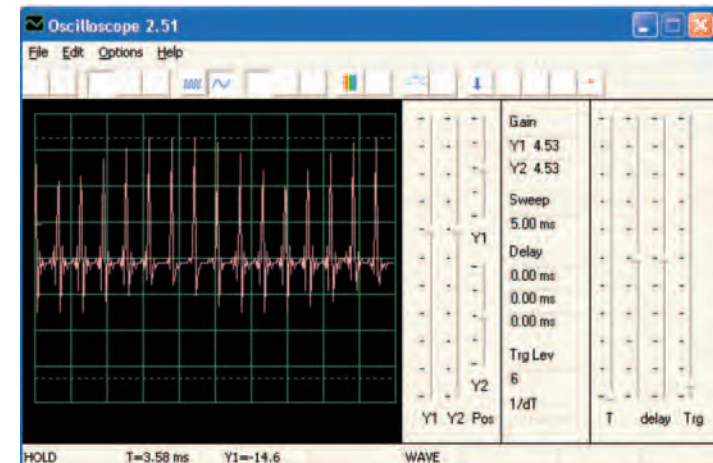 Oscilloscope 2.51
File Edit Options Help
Gain
Y1 4.53
Y2 4.53
Sweep
5.00 ms
Y1
Delay
0.00 ms
0.00 ms
0.00 ms
Trg Lev
6
Y2
1/dT
Y1 Y2 Pos
T delay Trg
HOLD T=3.58 ms Y1=-14.6 WAVE